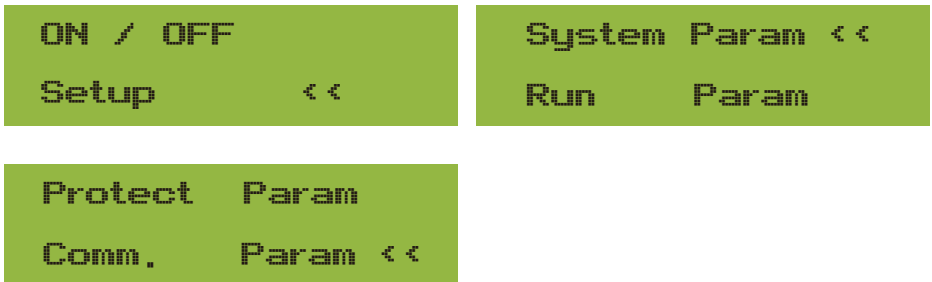 ON / OFF
Setup <<
System Param <<
Run Param
Protect Param
Comm. Param <<